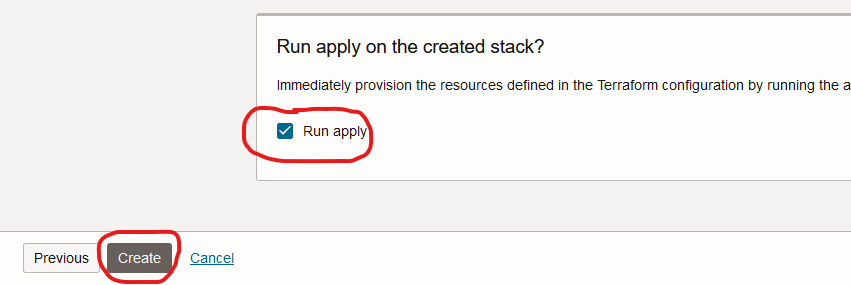 Run apply on the created stack?
Immediately provision the resources defined in the Terraform configuration by running the a
Run apply
Previous
Create
Cancel